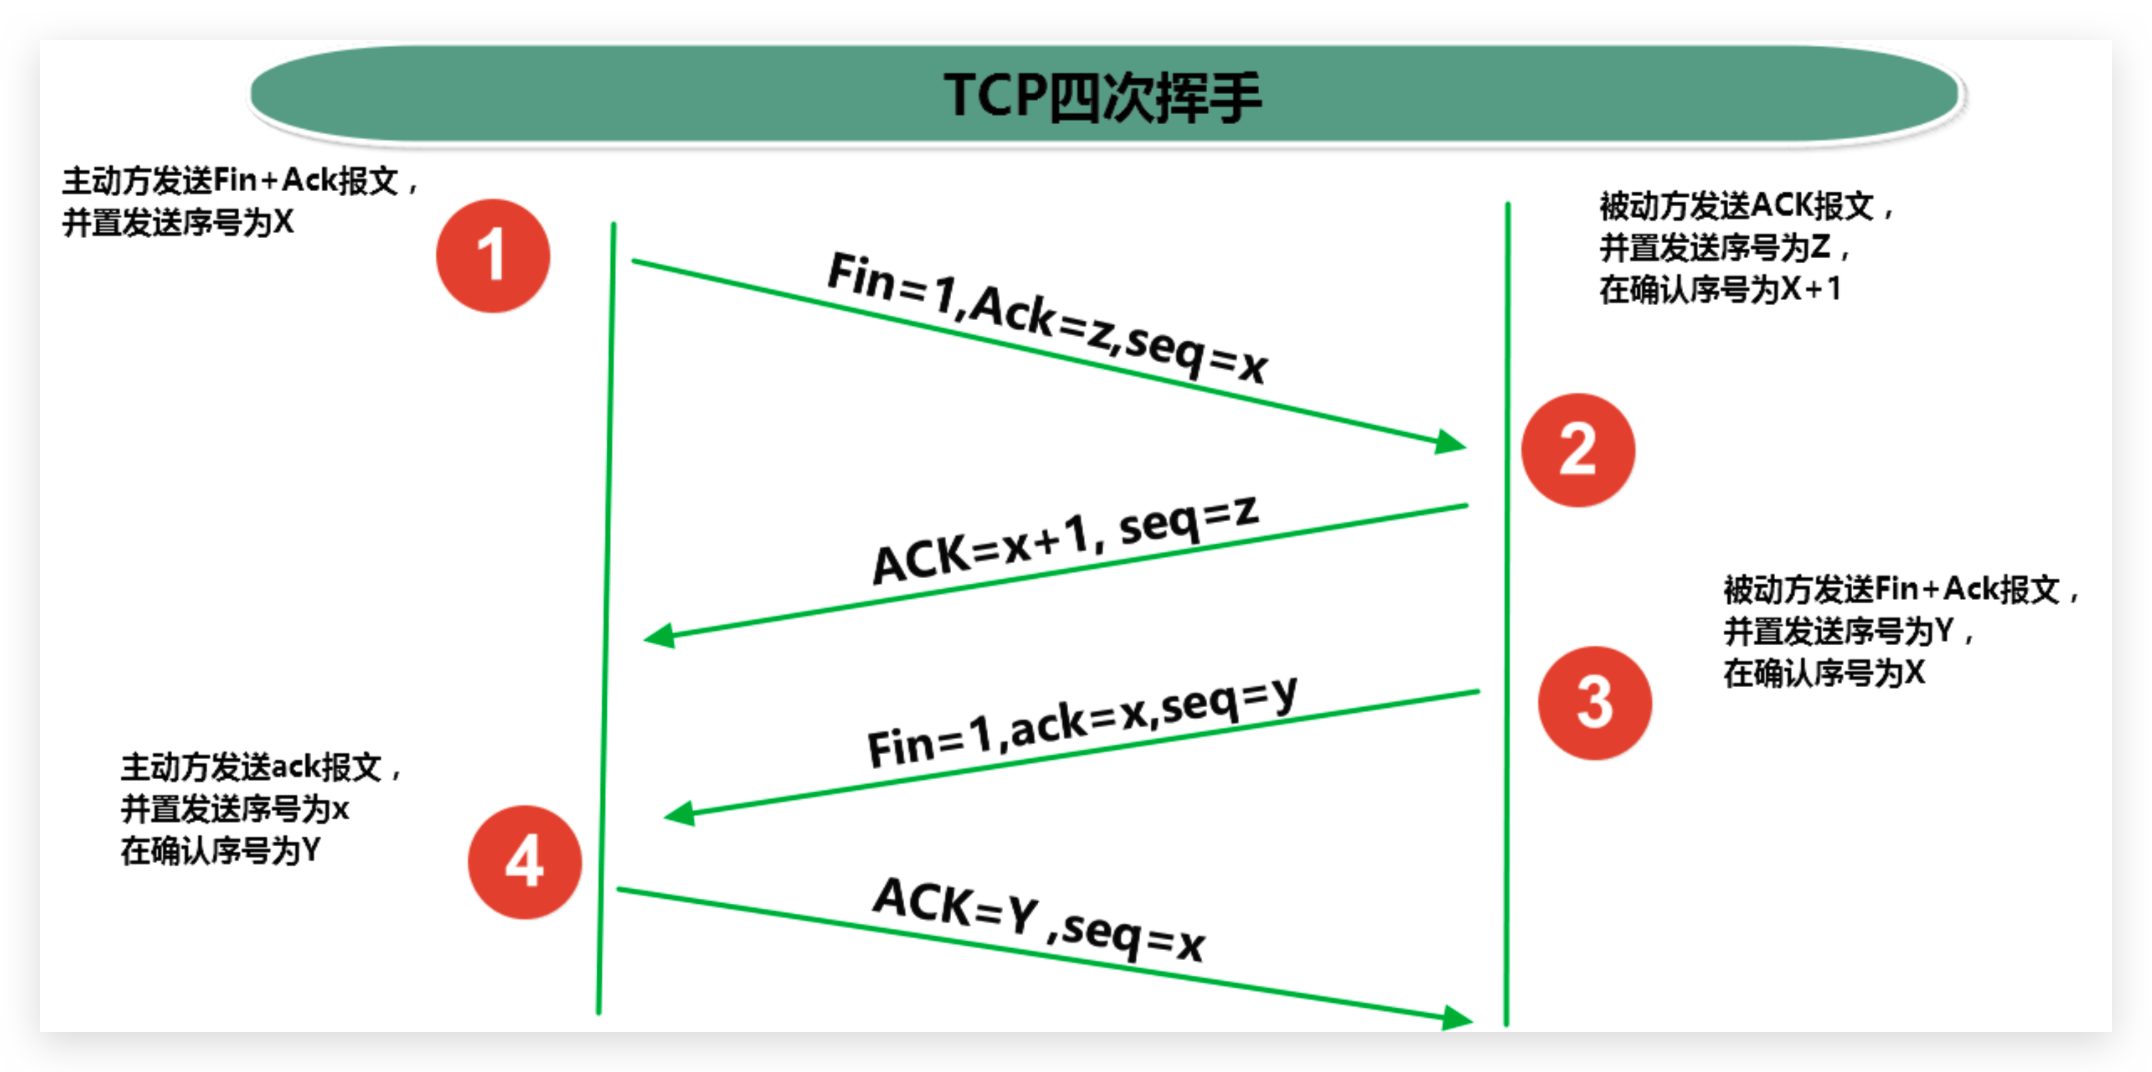 TCP四次挥手
主动方发送Fin+Ack报文，
并置发送序号为X
1
Fin=1,Ack=z,seq=x
被动方发送ACK报文，
并置发送序号为Z，
在确认序号为X+1
2
ACK=x+1, seq=z
被动方发送Fin+Ack报文，
并置发送序号为Y，
在确认序号为X
3
Fin=1,ack=x,seq=y
主动方发送ack报文，
并置发送序号为x
在确认序号为Y
4
ACK=Y ,seq=x